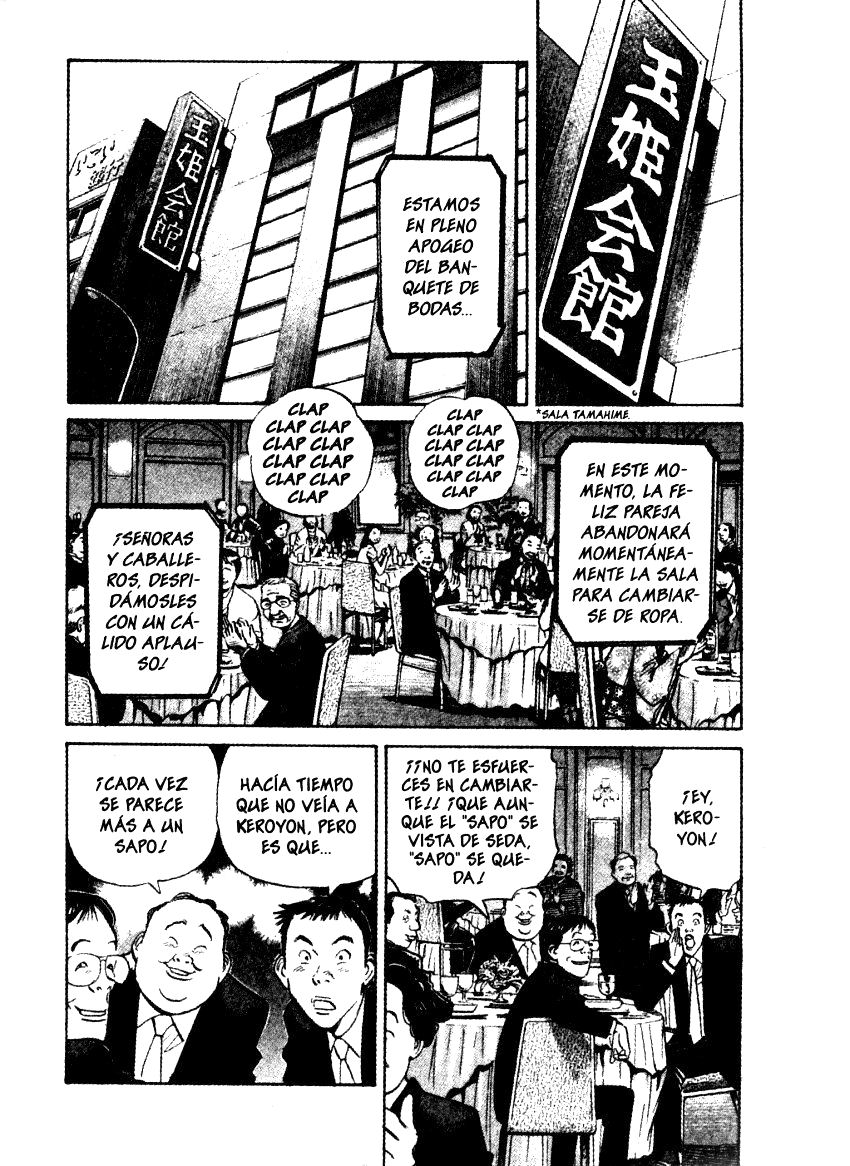 玉姫会館
*SALA TAMAHIME.
玉姫会館
ESTAMOS
EN PLENO
APOGEO
DEL BAN-
QUETE DE
BODAS...
EN ESTE MO-
MENTO, LA FE-
LIZ PAREJA
ABANDONARÁ
MOMENTÁNEA-
MENTE LA SALA
PARA CAMBIAR-
SE DE ROPA.
CLAP
CLAP CLAP
CLAP CLAP
CLAP CLAP
CLAP CLAP
CLAP
CLAP
CLAP CLAP
CLAP CLAP
CLAP CLAP
CLAP CLAP
CLAP
¡SEÑORAS
Y CABALLE-
ROS, DESPI-
DÁMOSLES
CON UN CÁ-
LIDO APLAU-
SO!
¡EY,
KERO-
YON!
¡¡NO TE ESFUER-
CES EN CAMBIAR-
TE!! ¡QUE AUN-
QUE EL "SAPO" SE
VISTA DE SEDA,
"SAPO" SE QUE-
DA!
HACÍA TIEMPO
QUE NO VEÍA A
KEROYON, PERO
ES QUE...
¡CADA VEZ
SE PARECE
MÁS A UN
SAPO!